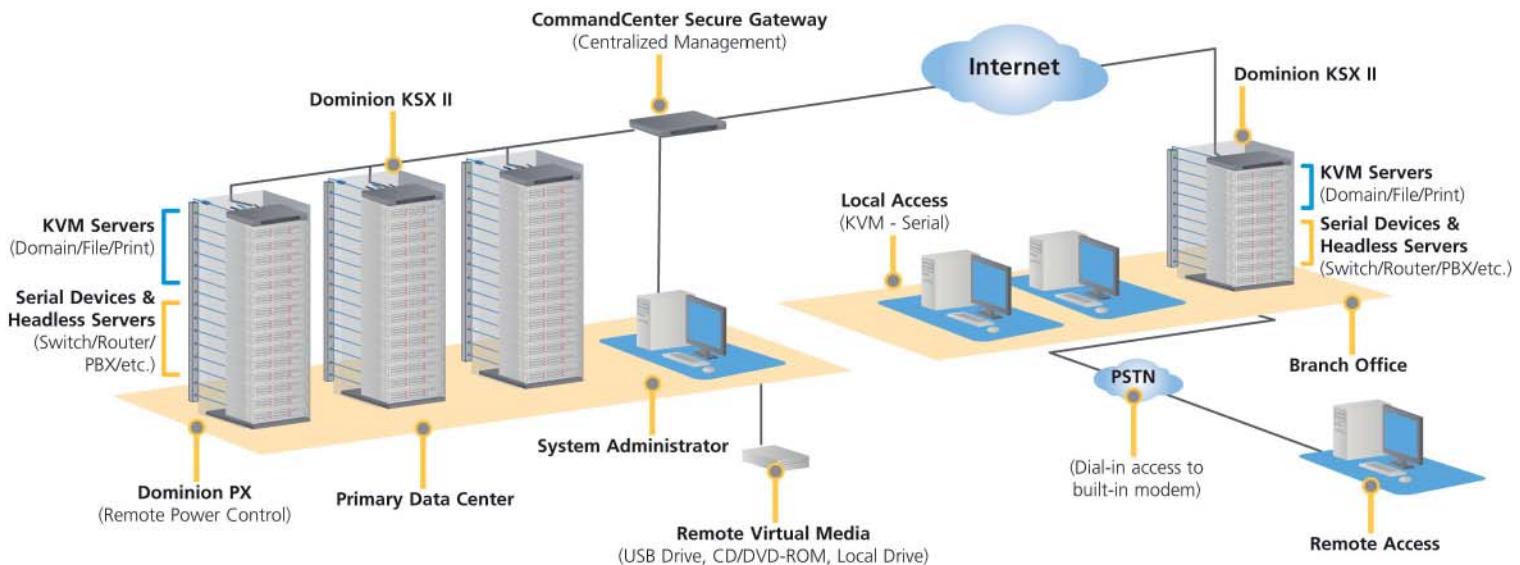 CommandCenter Secure Gateway
(Centralized Management)
Internet
Dominion KSX II
Dominion KSX II
KVM Servers
(Domain/File/Print)
Serial Devices &
Headless Servers
(Switch/Router/
PBX/etc.)
Local Access
(KVM - Serial)
KVM Servers
(Domain/File/Print)
Serial Devices &
Headless Servers
(Switch/Router/PBX/etc.)
Branch Office
PSTN
(Dial-in access to
built-in modem)
System Administrator
Dominion PX
(Remote Power Control)
Primary Data Center
Remote Virtual Media
(USB Drive, CD/DVD-ROM, Local Drive)
Remote Access